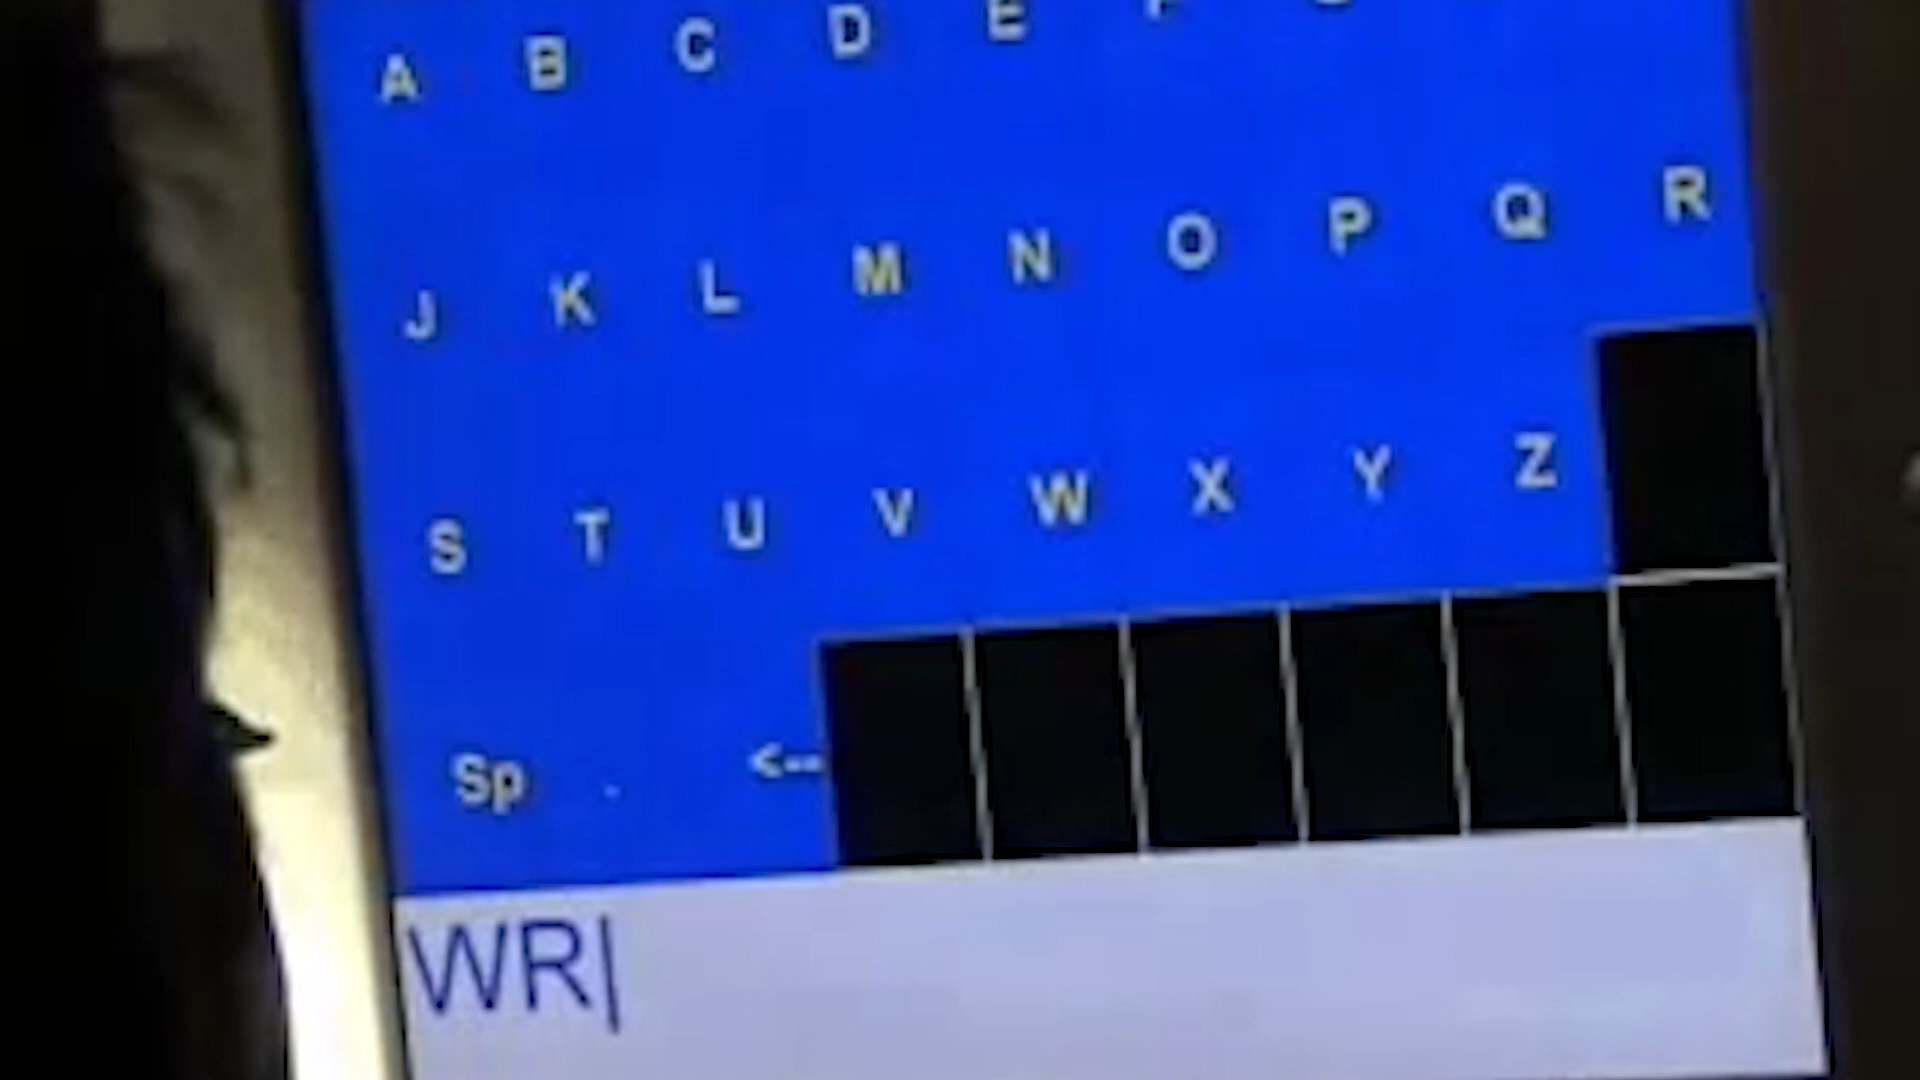 A B C D E F
J K L M N O P Q R
S T U V W X Y Z
Sp . <--
WR|